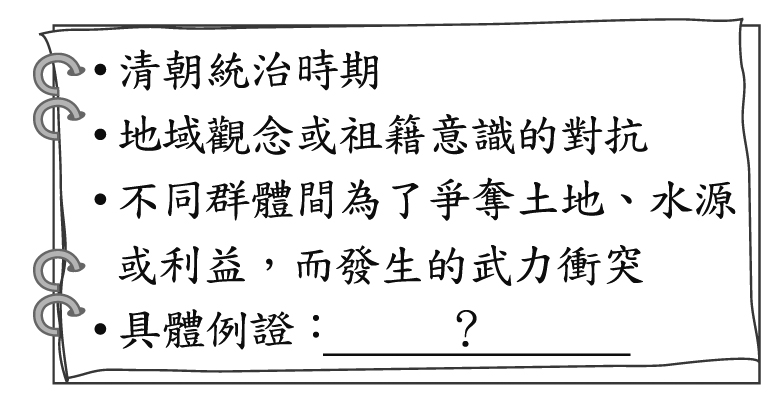 •清朝統治時期
•地域觀念或祖籍意識的對抗
•不同群體間為了爭奪土地、水源
或利益，而發生的武力衝突
•具體例證：？